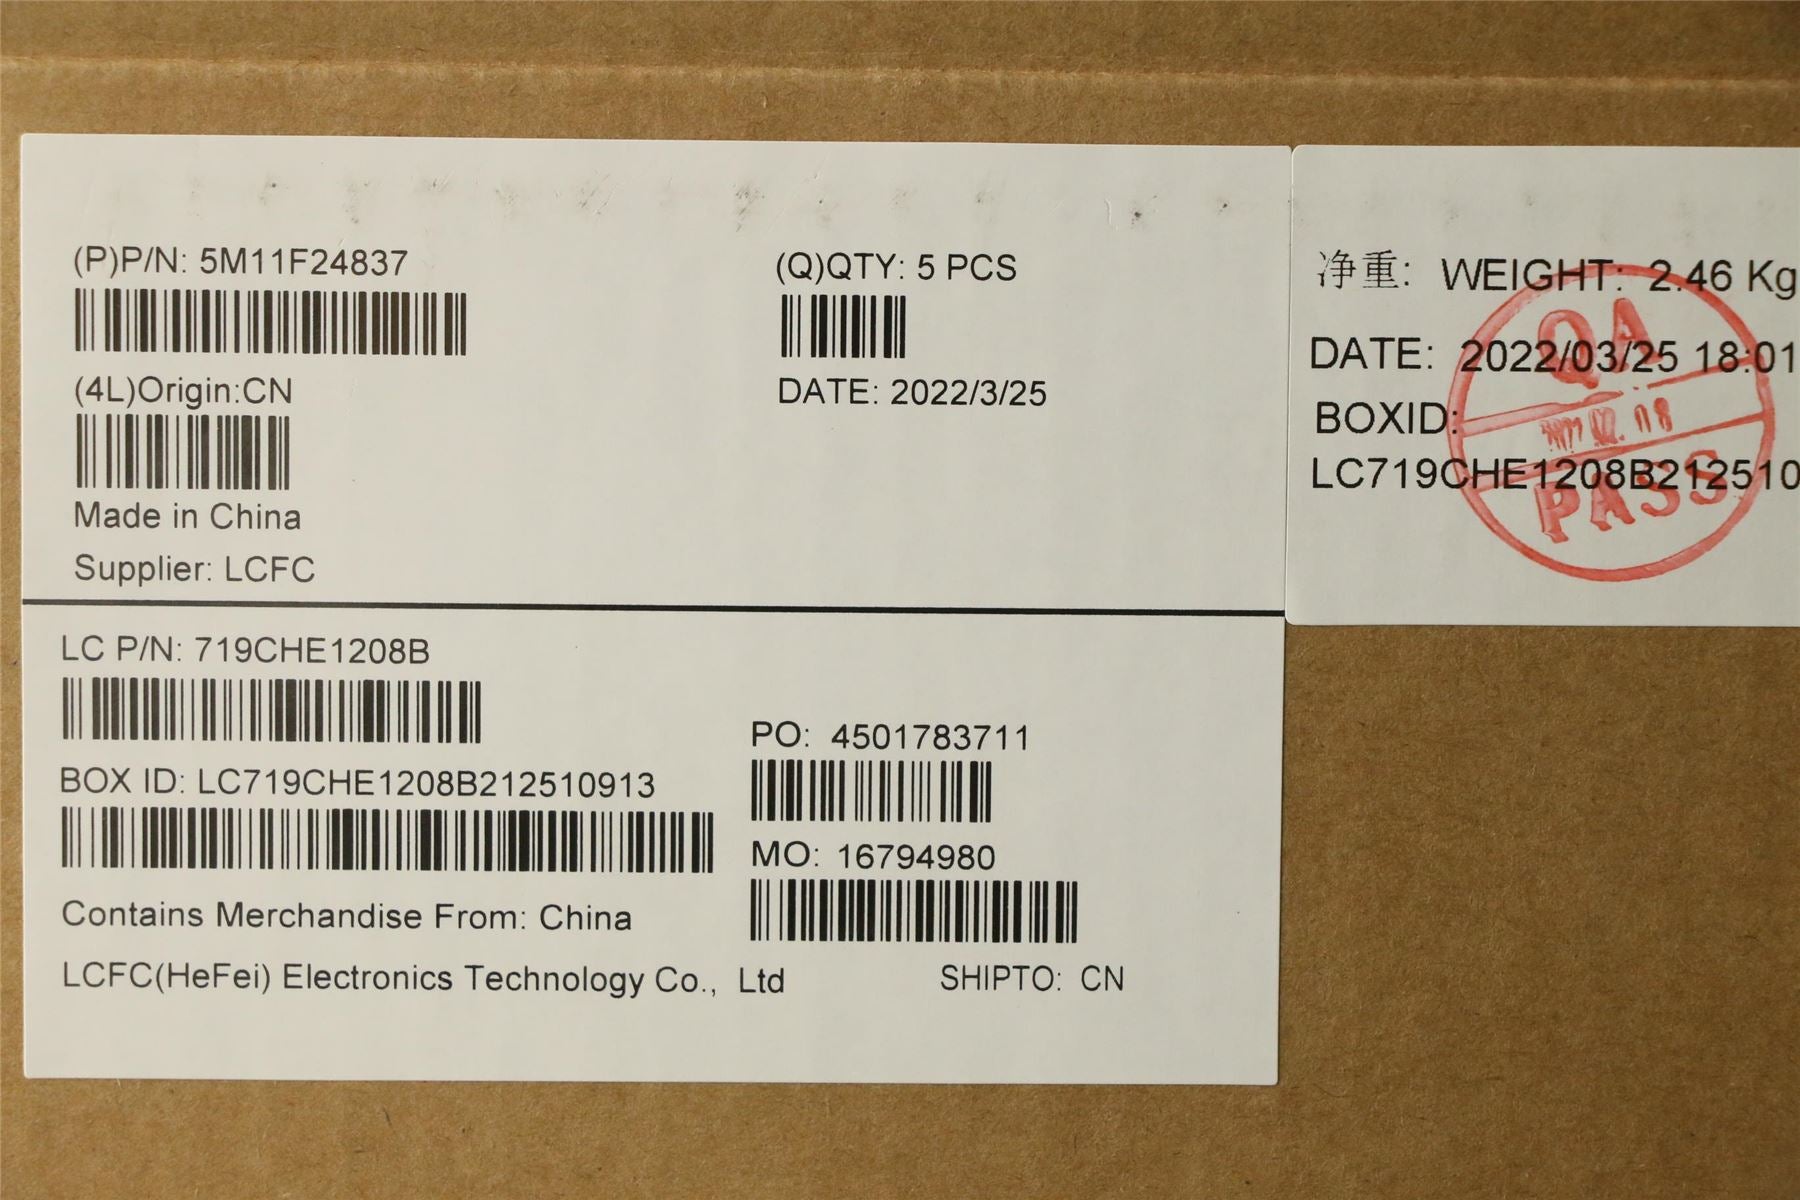 (P)P/N: 5M11F24837
(Q)QTY: 5 PCS
(4L)Origin:CN
DATE: 2022/3/25
Made in China
Supplier: LCFC
LC P/N: 719CHE1208B
PO: 4501783711
BOX ID: LC719CHE1208B212510913
MO: 16794980
Contains Merchandise From: China
LCFC(HeFei) Electronics Technology Co., Ltd
SHIPTO: CN
净重: WEIGHT: 2.46 Kg
DATE: 2022/03/25 18:01
BOXID:
LC719CHE1208B212510
QA
PASS